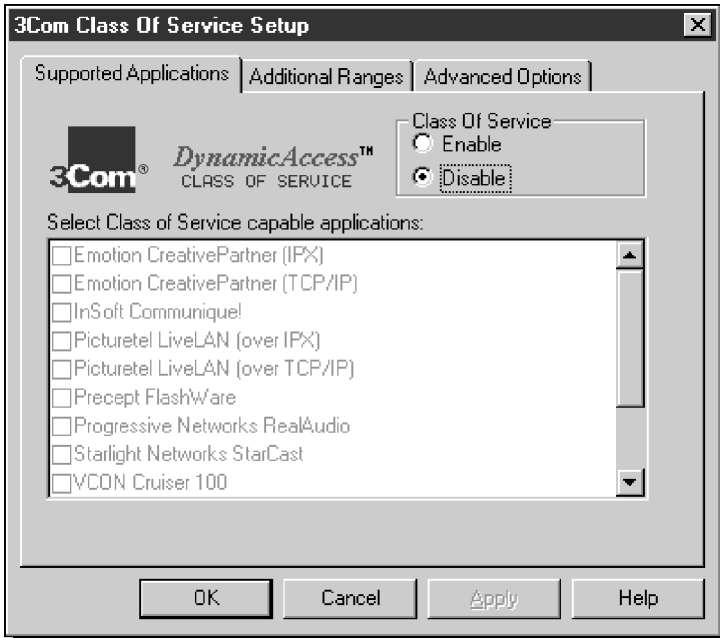 3Com Class Of Service Setup
Supported Applications
Additional Ranges
Advanced Options
3Com®
DynamicAccess™
CLASS OF SERVICE
Class Of Service
Enable
Disable
Select Class of Service capable applications:
Emotion CreativePartner (IPX)
Emotion CreativePartner (TCP/IP)
InSoft Communique!
Picturetel LiveLAN (over IPX)
Picturetel LiveLAN (over TCP/IP)
Precept FlashWare
Progressive Networks RealAudio
Starlight Networks StarCast
VCON Cruiser 100
OK
Cancel
Apply
Help